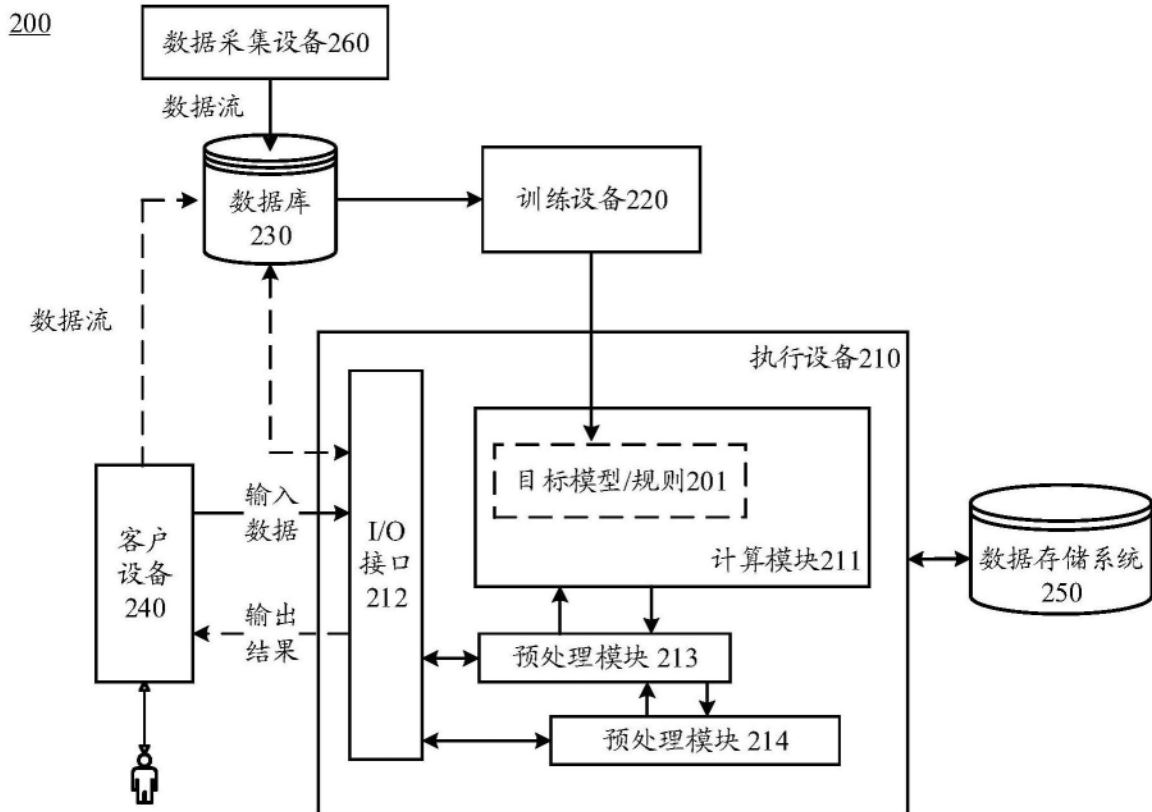 200
数据采集设备260
数据流
数据库
230
训练设备220
数据流
执行设备210
目标模型/规则201
计算模块211
输入
数据
I/O
接口
212
客户
设备
240
输出
结果
数据存储系统
250
预处理模块 213
预处理模块 214